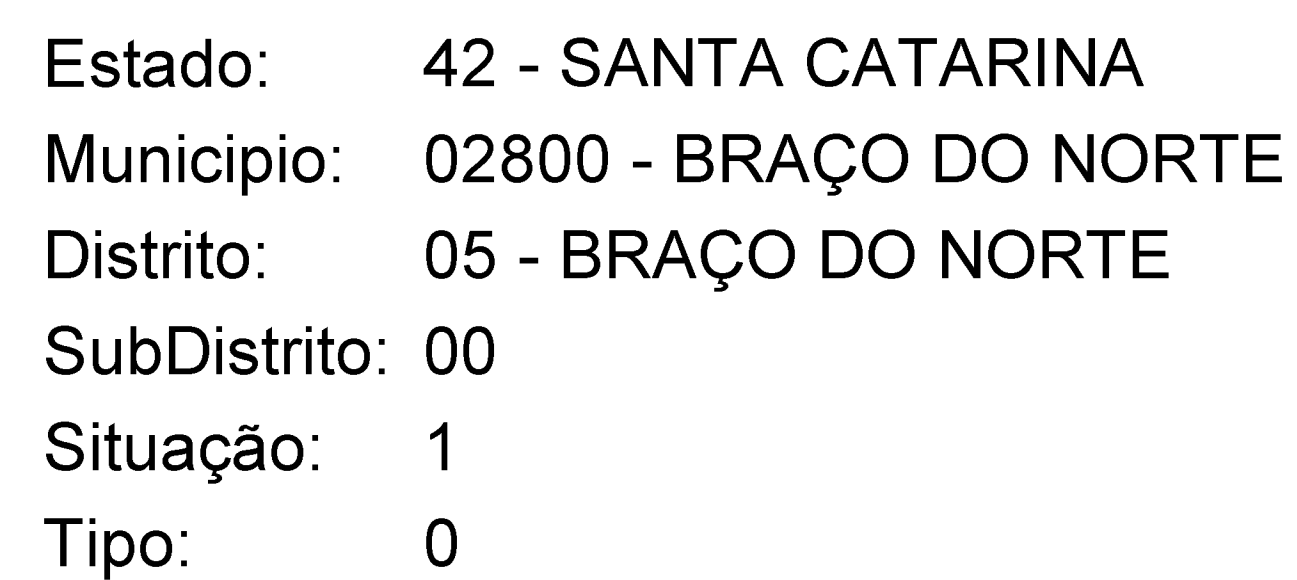 Estado: 42 - SANTA CATARINA
Municipio: 02800 - BRAÇO DO NORTE
Distrito: 05 - BRAÇO DO NORTE
SubDistrito: 00
Situação: 1
Tipo: 0